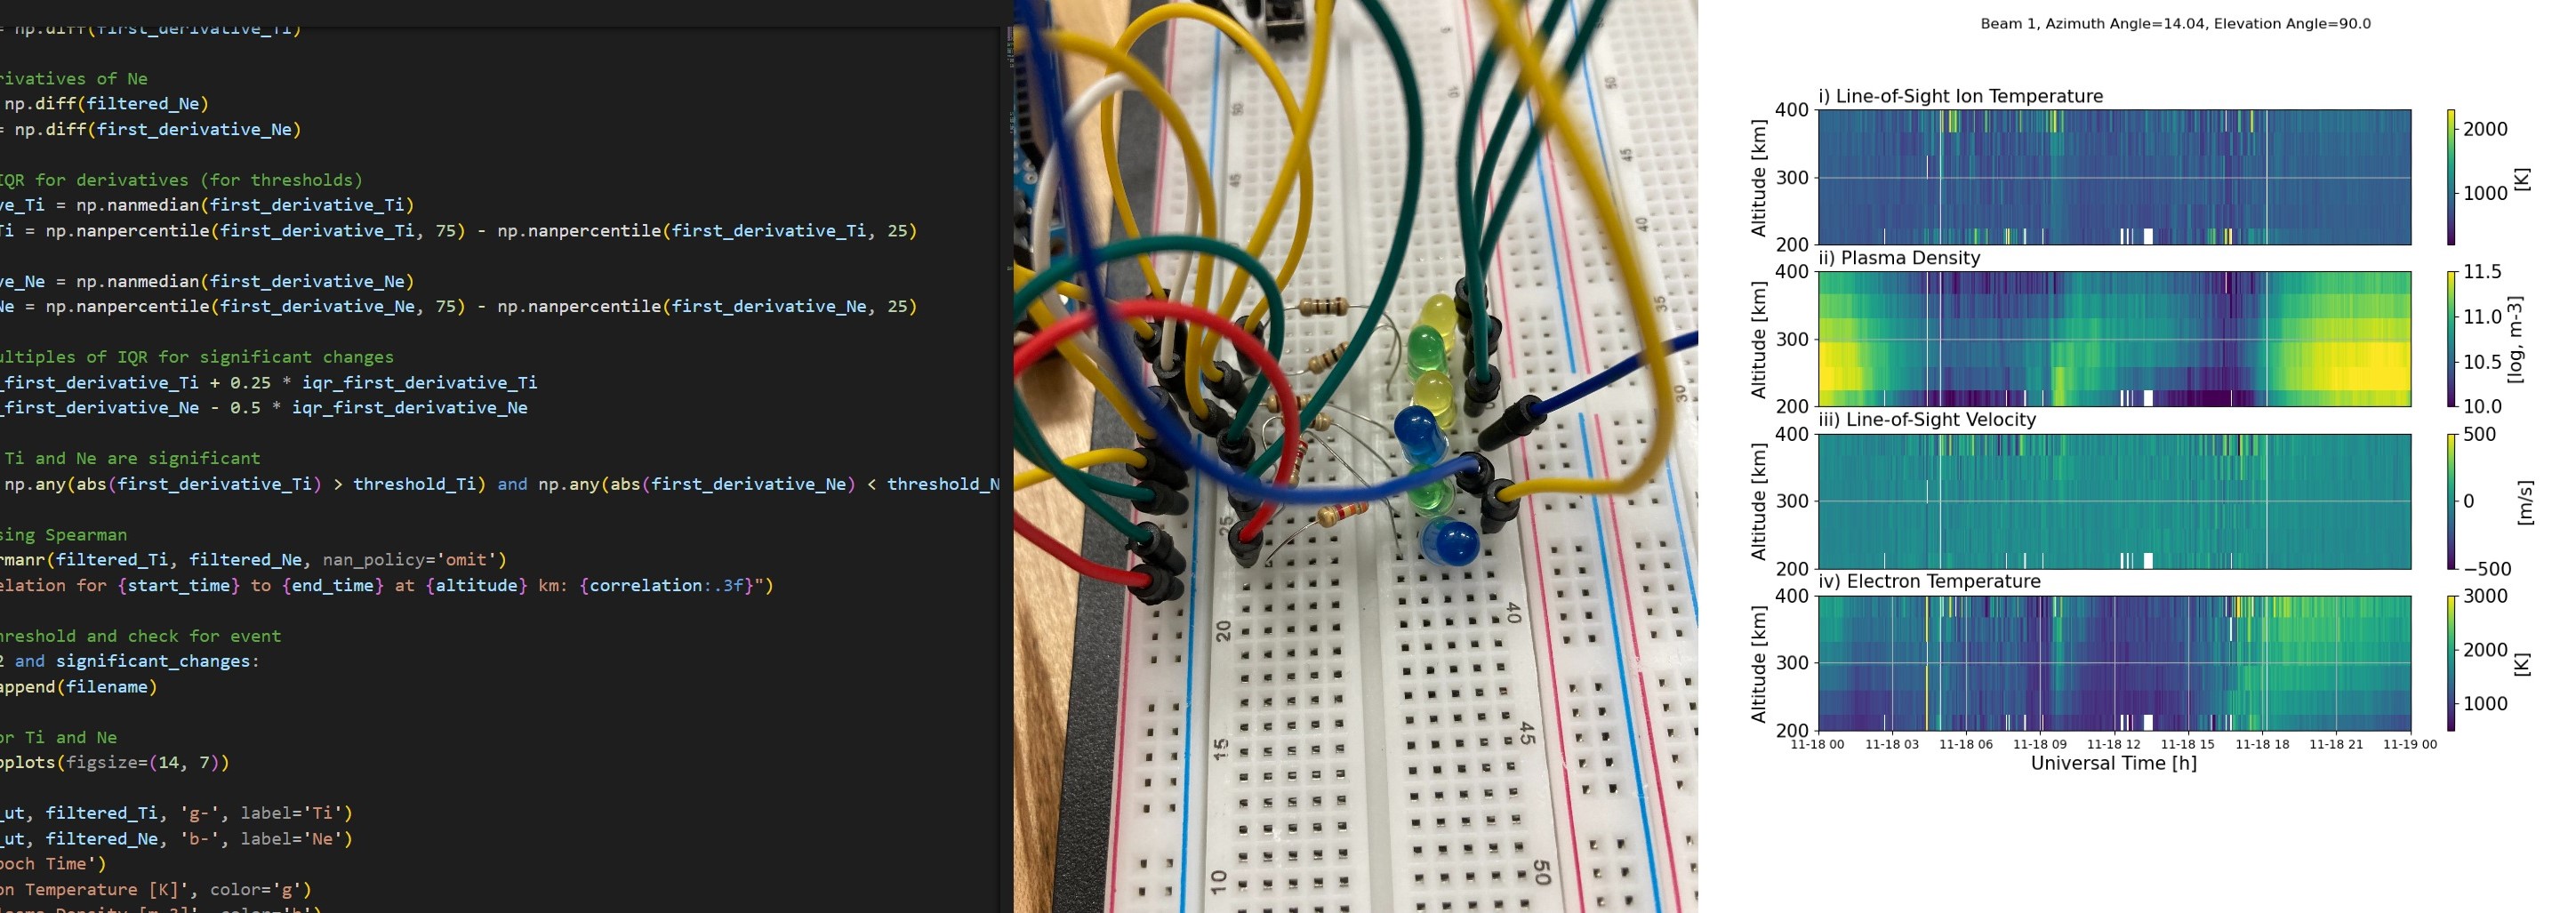 = np.diff(first_derivative_Ti)
rivatives of Ne
np.diff(filtered_Ne)
= np.diff(first_derivative_Ne)
IQR for derivatives (for thresholds)
ve_Ti = np.nanmedian(first_derivative_Ti)
Ti = np.nanpercentile(first_derivative_Ti, 75) - np.nanpercentile(first_derivative_Ti, 25)
ve_Ne = np.nanmedian(first_derivative_Ne)
Ne = np.nanpercentile(first_derivative_Ne, 75) - np.nanpercentile(first_derivative_Ne, 25)
ultiples of IQR for significant changes
_first_derivative_Ti + 0.25 * iqr_first_derivative_Ti
_first_derivative_Ne - 0.5 * iqr_first_derivative_Ne
Ti and Ne are significant
np.any(abs(first_derivative_Ti) > threshold_Ti) and np.any(abs(first_derivative_Ne) < threshold_N
sing Spearman
rmanr(filtered_Ti, filtered_Ne, nan_policy='omit')
elation for {start_time} to {end_time} at {altitude} km: {correlation:.3f}")
hreshold and check for event
2 and significant_changes:
append(filename)
or Ti and Ne
bplots(figsize=(14, 7))
_ut, filtered_Ti, 'g-', label='Ti')
_ut, filtered_Ne, 'b-', label='Ne')
poch Time')
on Temperature [K]', color='g')
50
45
40
35
30
45
25
20
15
10
40
45
50
Beam 1, Azimuth Angle=14.04, Elevation Angle=90.0
i) Line-of-Sight Ion Temperature
400
300
200
Altitude [km]
2000
1000
[K]
ii) Plasma Density
400
300
200
Altitude [km]
11.5
11.0
10.5
10.0
[log, m-3]
iii) Line-of-Sight Velocity
400
300
200
Altitude [km]
500
0
−500
[m/s]
iv) Electron Temperature
400
300
200
Altitude [km]
3000
2000
1000
[K]
11-18 00 11-18 03 11-18 06 11-18 09 11-18 12 11-18 15 11-18 18 11-18 21 11-19 00
Universal Time [h]